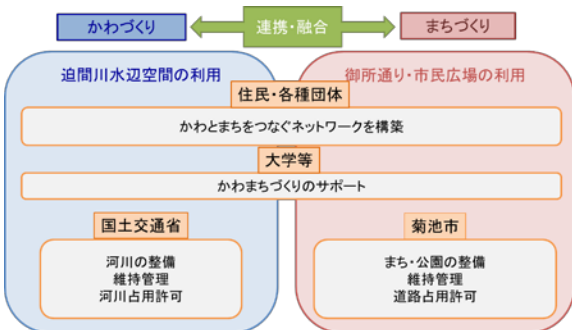 かわづくり
連携・融合
まちづくり
迫間川水辺空間の利用
御所通り・市民広場の利用
住民・各種団体
かわとまちをつなぐネットワークを構築
大学等
かわまちづくりのサポート
国土交通省
河川の整備
維持管理
河川占用許可
菊池市
まち・公園の整備
維持管理
道路占用許可